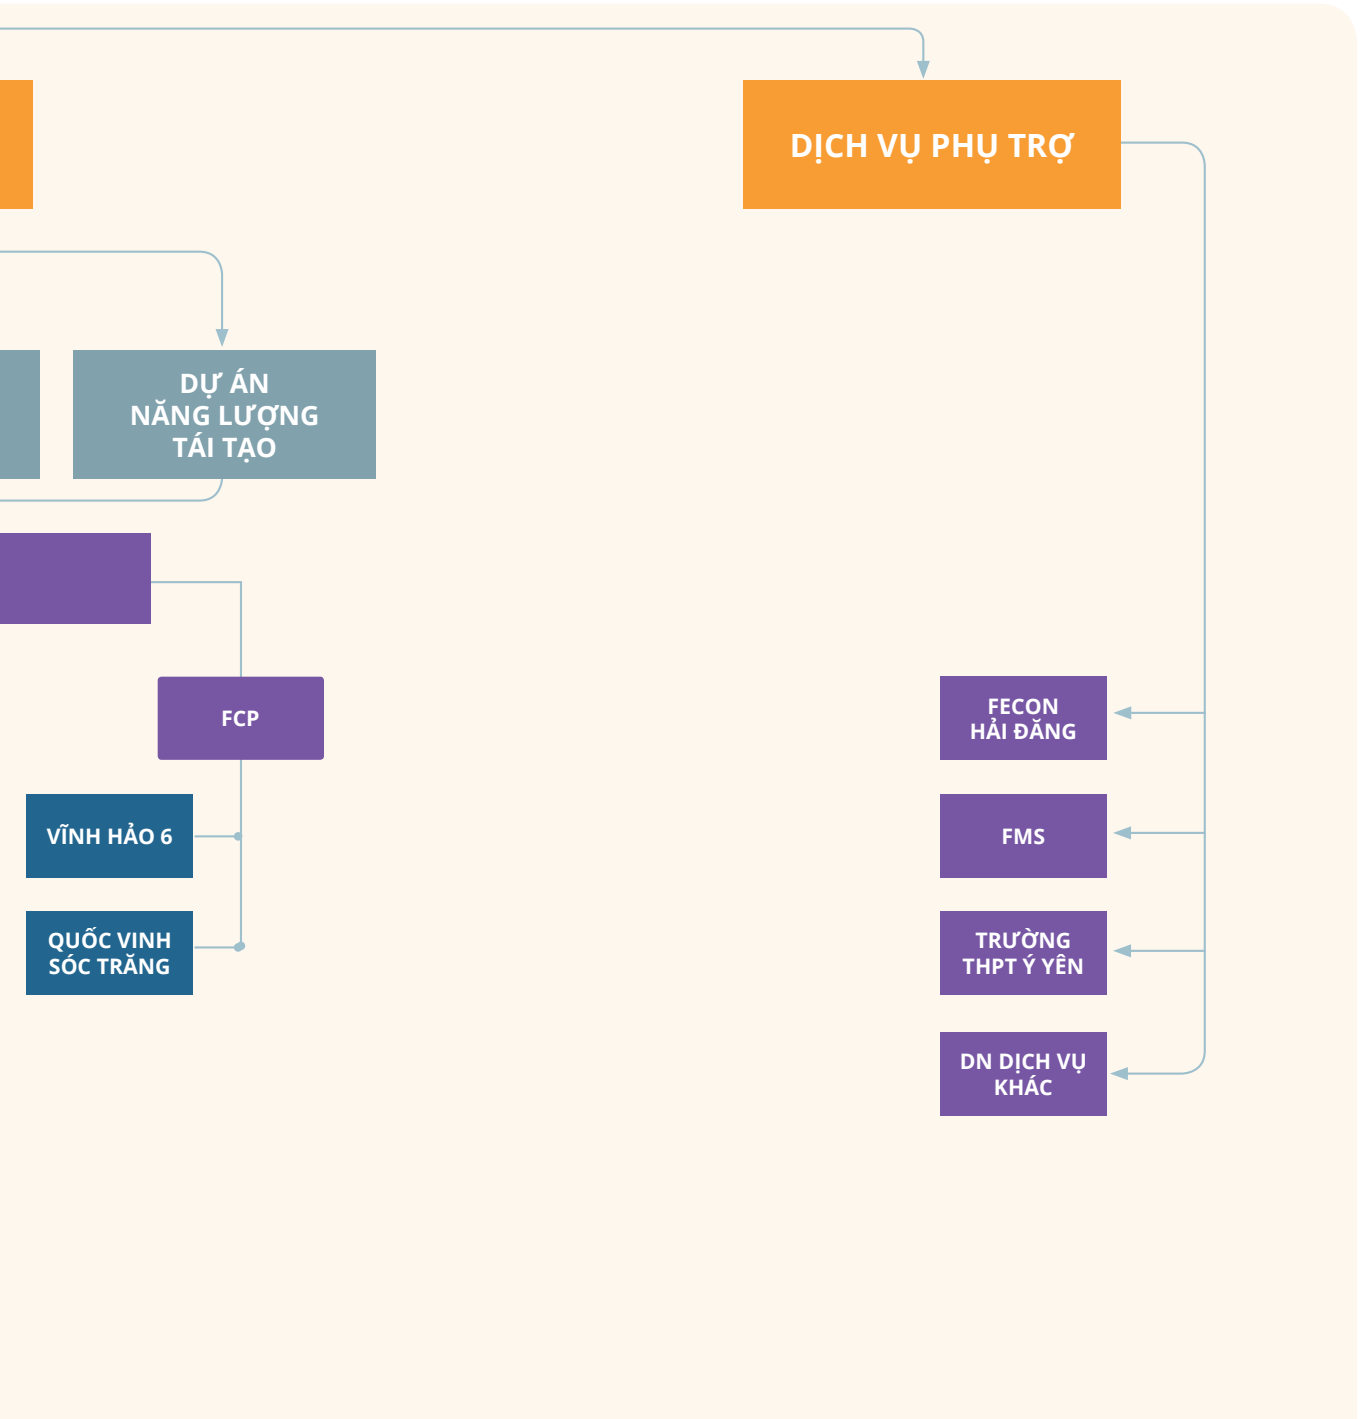 DỊCH VỤ PHỤ TRỢ
DỰ ÁN
NĂNG LƯỢNG
TÁI TẠO
FCP
VĨNH HẢO 6
QUỐC VINH
SÓC TRĂNG
FECON
HẢI ĐĂNG
FMS
TRƯỜNG
THPT Ý YÊN
DN DỊCH VỤ
KHÁC